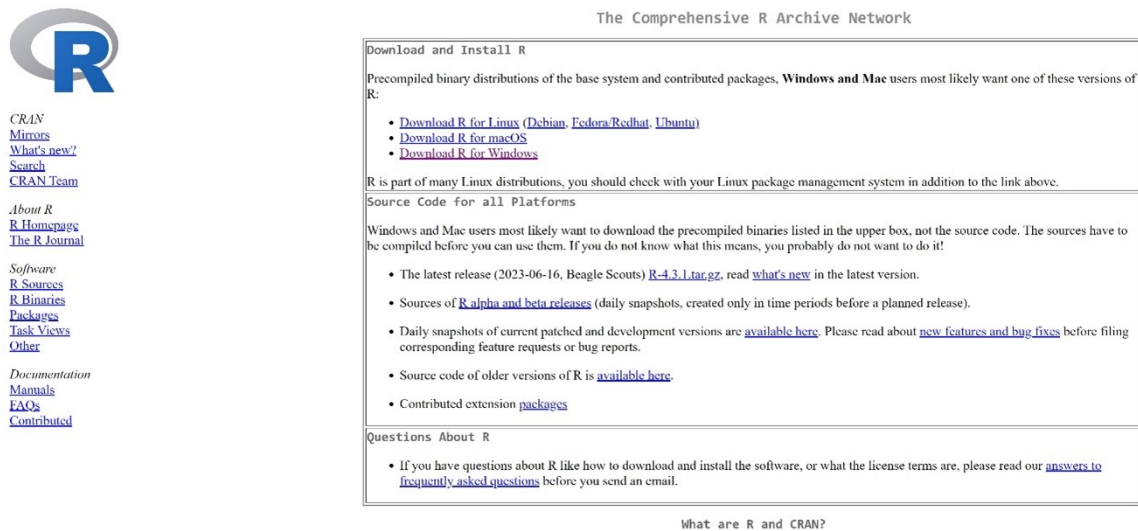 R
CRAN
Mirrors
What's new?
Search
CRAN Team
About R
R Homepage
The R Journal
Software
R Sources
R Binaries
Packages
Task Views
Other
Documentation
Manuals
FAQs
Contributed
The Comprehensive R Archive Network
Download and Install R
Precompiled binary distributions of the base system and contributed packages, Windows and Mac users most likely want one of these versions of
R:
• Download R for Linux (Debian, Fedora/Redhat, Ubuntu)
• Download R for macOS
• Download R for Windows
R is part of many Linux distributions, you should check with your Linux package management system in addition to the link above.
Source Code for all Platforms
Windows and Mac users most likely want to download the precompiled binaries listed in the upper box, not the source code. The sources have to
be compiled before you can use them. If you do not know what this means, you probably do not want to do it!
• The latest release (2023-06-16, Beagle Scouts) R-4.3.1.tar.gz, read what's new in the latest version.
• Sources of R alpha and beta releases (daily snapshots, created only in time periods before a planned release).
• Daily snapshots of current patched and development versions are available here. Please read about new features and bug fixes before filing
corresponding feature requests or bug reports.
• Source code of older versions of R is available here.
• Contributed extension packages
Questions About R
• If you have questions about R like how to download and install the software, or what the license terms are, please read our answers to
frequently asked questions before you send an email.
What are R and CRAN?